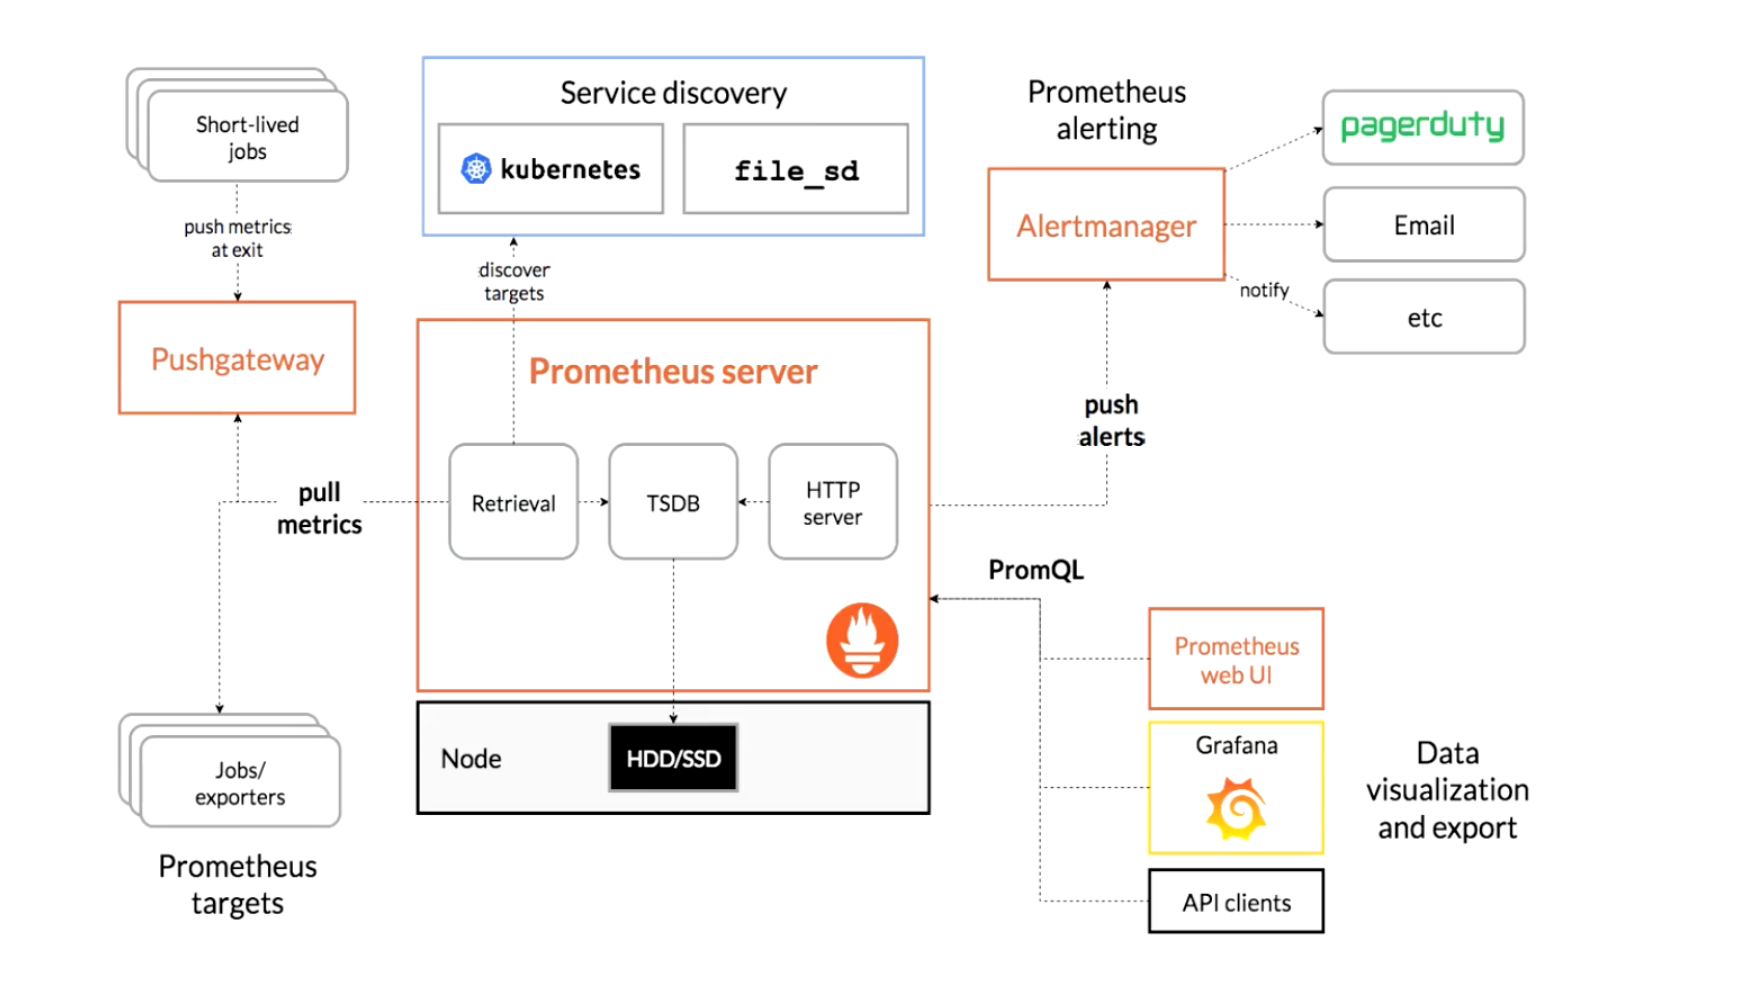 Short-lived
jobs
push metrics
at exit
Pushgateway
pull
metrics
Jobs/
exporters
Prometheus
targets
Service discovery
kubernetes
file_sd
discover
targets
Prometheus server
Retrieval
TSDB
HTTP
server
Node
HDD/SSD
Prometheus
alerting
Alertmanager
pagerduty
Email
notify
etc
push
alerts
PromQL
Prometheus
web UI
Grafana
API clients
Data
visualization
and export